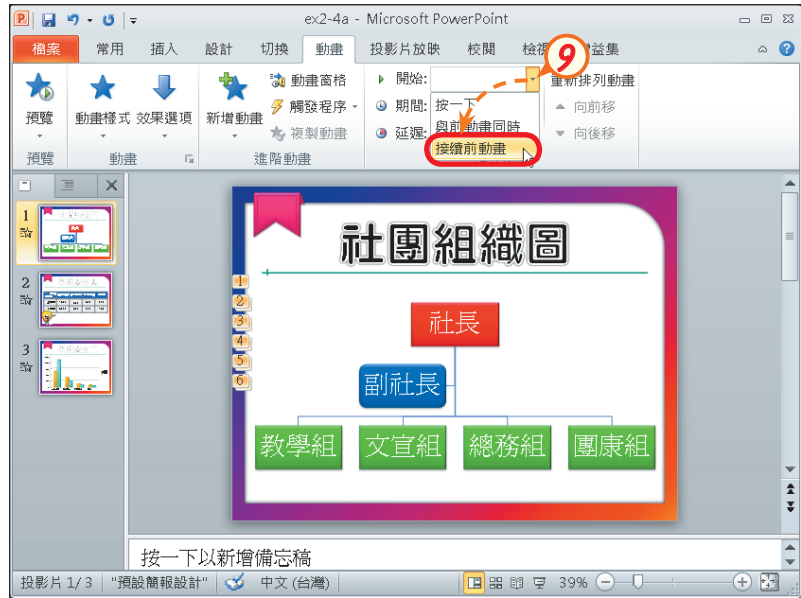 ex2-4a - Microsoft PowerPoint
檔案 常用 插入 設計 切換 動畫 投影片放映 校閱 檢視 增益集
9
預覽
動畫樣式 效果選項
新增動畫
動畫窗格
觸發程序
複製動畫
開始:
期間:
延遲:
按一下
與前動畫同時
接續前動畫
重新排列動畫
向前移
向後移
預覽 動畫 進階動畫
1
2
3
社團組織圖
1
2
3
4
5
6
社長
副社長
教學組 文宣組 總務組 團康組
按一下以新增備忘稿
投影片 1/3 "預設簡報設計" 中文 (台灣) 39%